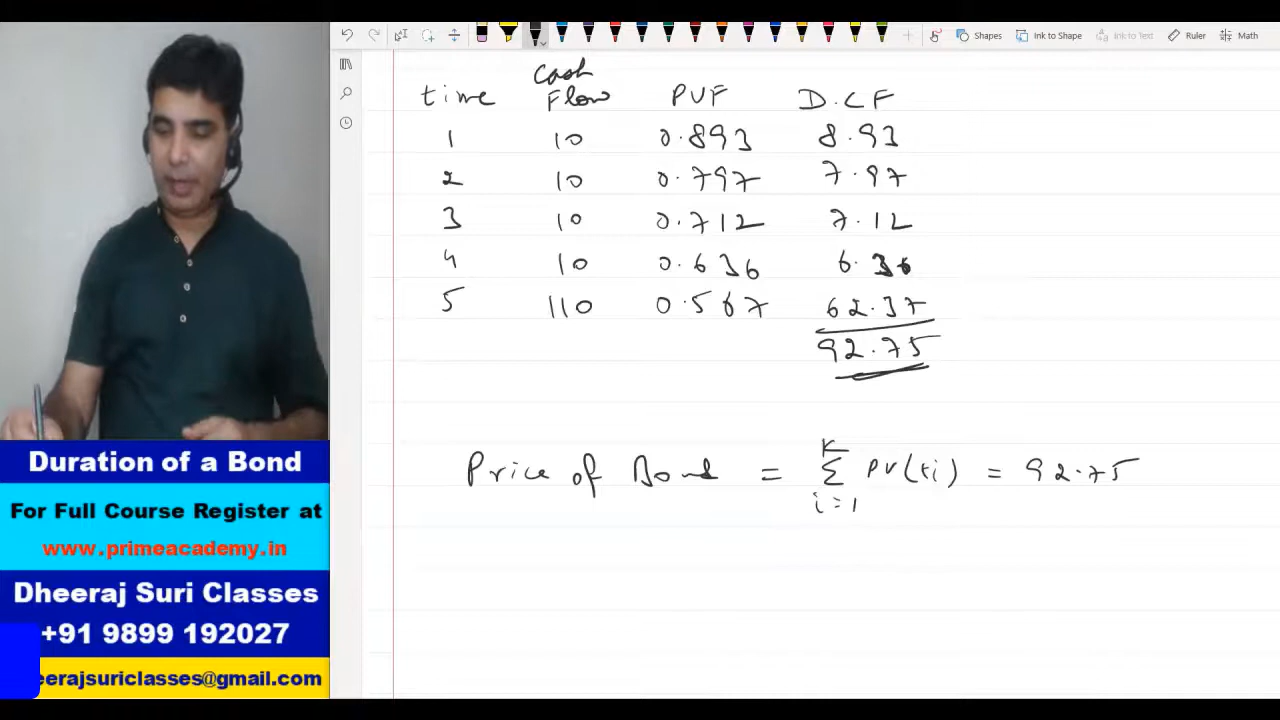 Shapes Ink to Shape Ink to Text Ruler Math
Cash
time Flow PVF D.CF
1 10 0.893 8.93
2 10 0.797 7.97
3 10 0.712 7.12
4 10 0.636 6.36
5 110 0.567 62.37
92.75
K
Price of Bond = Σ PV(ti) = 92.75
i=1
Duration of a Bond
For Full Course Register at
www.primeacademy.in
Dheeraj Suri Classes
+91 9899 192027
eerajsuriclasses@gmail.com